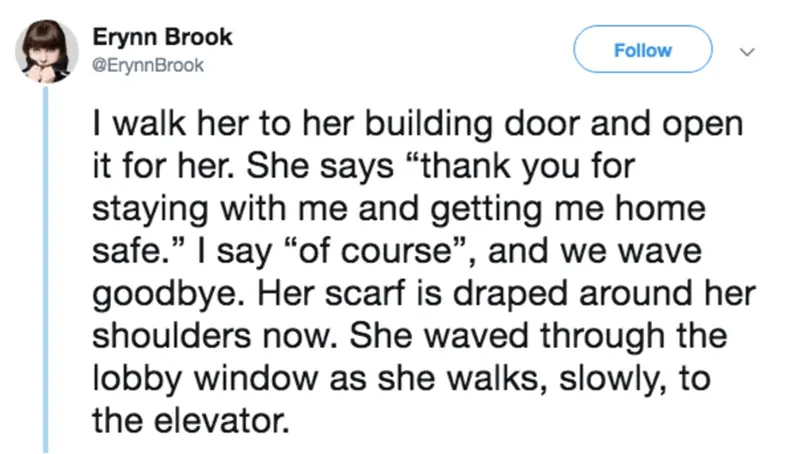 Erynn Brook
@ErynnBrook
Follow
I walk her to her building door and open
it for her. She says “thank you for
staying with me and getting me home
safe.” I say “of course”, and we wave
goodbye. Her scarf is draped around her
shoulders now. She waved through the
lobby window as she walks, slowly, to
the elevator.